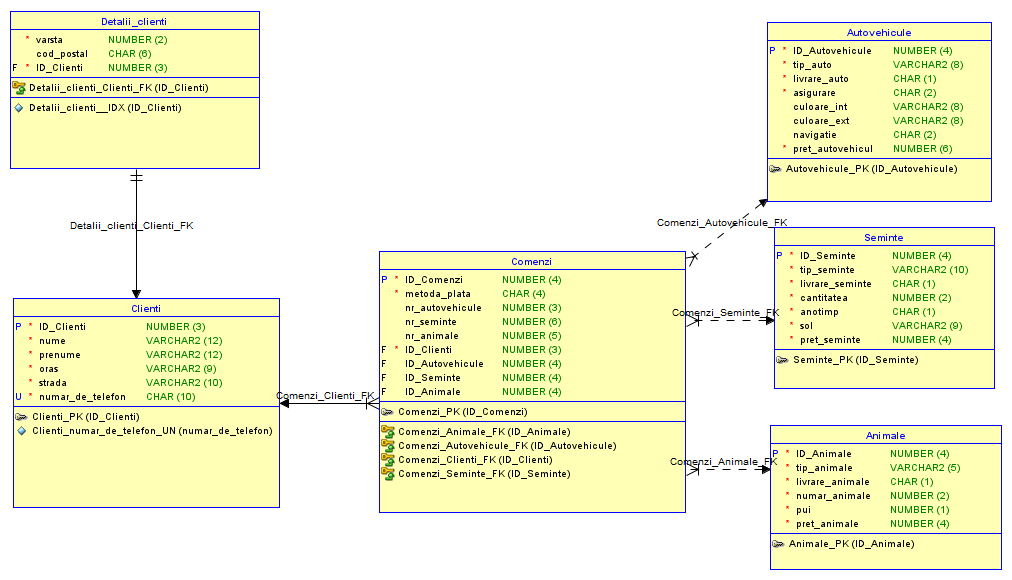 Detalii_clienti
* varsta NUMBER (2)
cod_postal CHAR (6)
F * ID_Clienti NUMBER (3)
Detalii_clienti_Clienti_FK (ID_Clienti)
Detalii_clienti__IDX (ID_Clienti)
Detalii_clienti_Clienti_FK
Clienti
P * ID_Clienti NUMBER (3)
* nume VARCHAR2 (12)
* prenume VARCHAR2 (12)
* oras VARCHAR2 (9)
* strada VARCHAR2 (10)
U * numar_de_telefon CHAR (10)
Clienti_PK (ID_Clienti)
Clienti_numar_de_telefon_UN (numar_de_telefon)
Comenzi_Clienti_FK
Comenzi
P * ID_Comenzi NUMBER (4)
* metoda_plata CHAR (4)
nr_autovehicule NUMBER (3)
nr_seminte NUMBER (6)
nr_animale NUMBER (5)
F * ID_Clienti NUMBER (3)
F ID_Autovehicule NUMBER (4)
F ID_Seminte NUMBER (4)
F ID_Animale NUMBER (4)
Comenzi_PK (ID_Comenzi)
Comenzi_Animale_FK (ID_Animale)
Comenzi_Autovehicule_FK (ID_Autovehicule)
Comenzi_Clienti_FK (ID_Clienti)
Comenzi_Seminte_FK (ID_Seminte)
Comenzi_Autovehicule_FK
Comenzi_Seminte_FK
Comenzi_Animale_FK
Autovehicule
P * ID_Autovehicule NUMBER (4)
* tip_auto VARCHAR2 (8)
* livrare_auto CHAR (1)
* asigurare CHAR (2)
culoare_int VARCHAR2 (8)
culoare_ext VARCHAR2 (8)
navigatie CHAR (2)
* pret_autovehicul NUMBER (6)
Autovehicule_PK (ID_Autovehicule)
Seminte
P * ID_Seminte NUMBER (4)
* tip_seminte VARCHAR2 (10)
* livrare_seminte CHAR (1)
* cantitatea NUMBER (2)
* anotimp CHAR (1)
* sol VARCHAR2 (9)
* pret_seminte NUMBER (4)
Seminte_PK (ID_Seminte)
Animale
P * ID_Animale NUMBER (4)
* tip_animale VARCHAR2 (5)
* livrare_animale CHAR (1)
* numar_animale NUMBER (2)
* pui NUMBER (1)
* pret_animale NUMBER (4)
Animale_PK (ID_Animale)